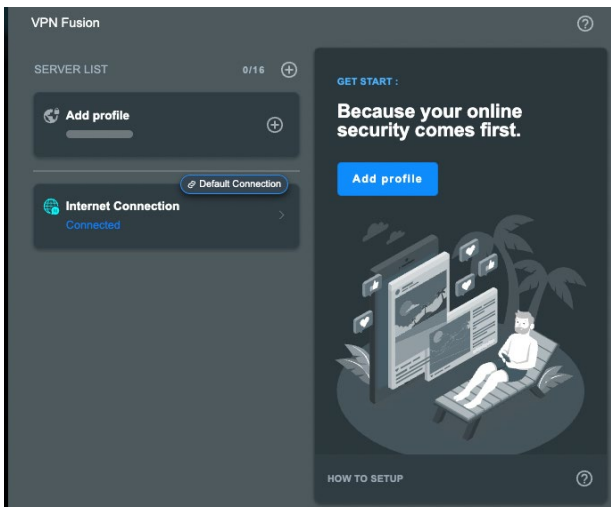 VPN Fusion
SERVER LIST 0/16
Add profile
Default Connection
Internet Connection
Connected
GET START :
Because your online
security comes first.
Add profile
HOW TO SETUP